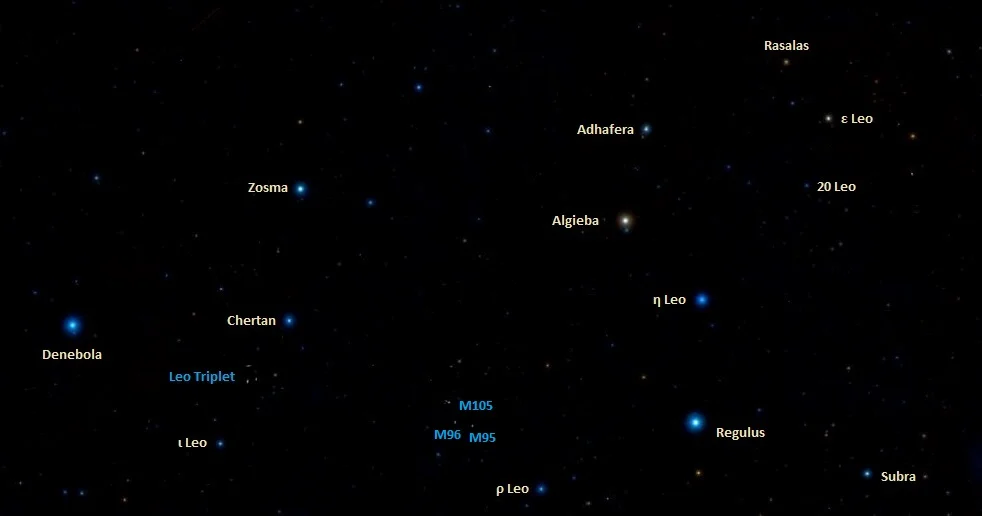 Rasalas
ε Leo
Adhafera
Zosma
20 Leo
Algieba
η Leo
Chertan
Denebola
Leo Triplet
M105
M96
M95
Regulus
ι Leo
Subra
ρ Leo